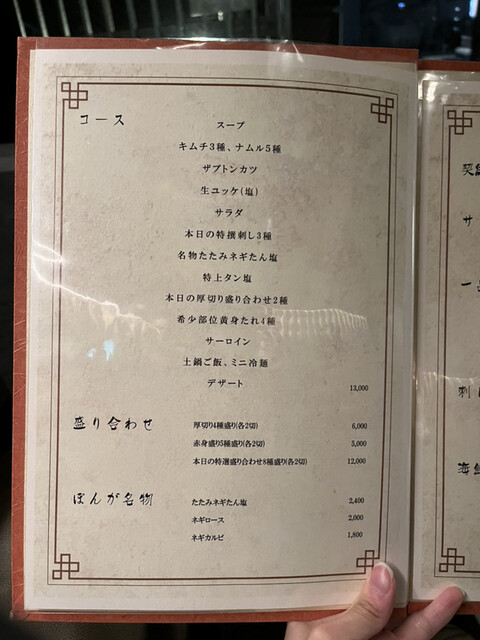 コース
スープ
キムチ3種、ナムル5種
ザブトンカツ
生ユッケ(塩)
サラダ
本日の特撰刺し3種
名物たたみネギたん塩
特上タン塩
本日の厚切り盛り合わせ2種
希少部位黄身たれ4種
サーロイン
土鍋ご飯、ミニ冷麺
デザート
13,000
盛り合わせ
厚切り4種盛り(各2切) 6,000
赤身盛り5種盛り(各2切) 5,000
本日の特選盛り合わせ8種盛り(各2切) 12,000
ぽんが名物
たたみネギたん塩 2,400
ネギロース 2,000
ネギカルビ 1,800
サ
一
刺
海鮮